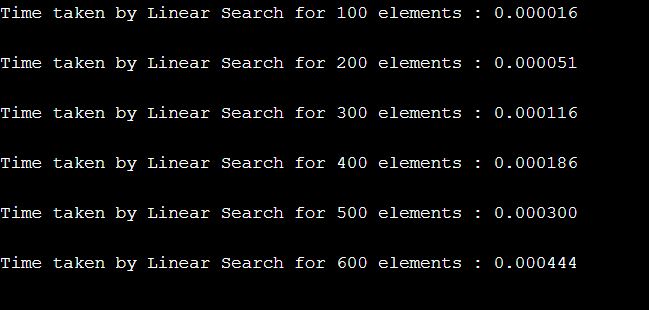 Time taken by Linear Search for 100 elements : 0.000016
Time taken by Linear Search for 200 elements : 0.000051
Time taken by Linear Search for 300 elements : 0.000116
Time taken by Linear Search for 400 elements : 0.000186
Time taken by Linear Search for 500 elements : 0.000300
Time taken by Linear Search for 600 elements : 0.000444